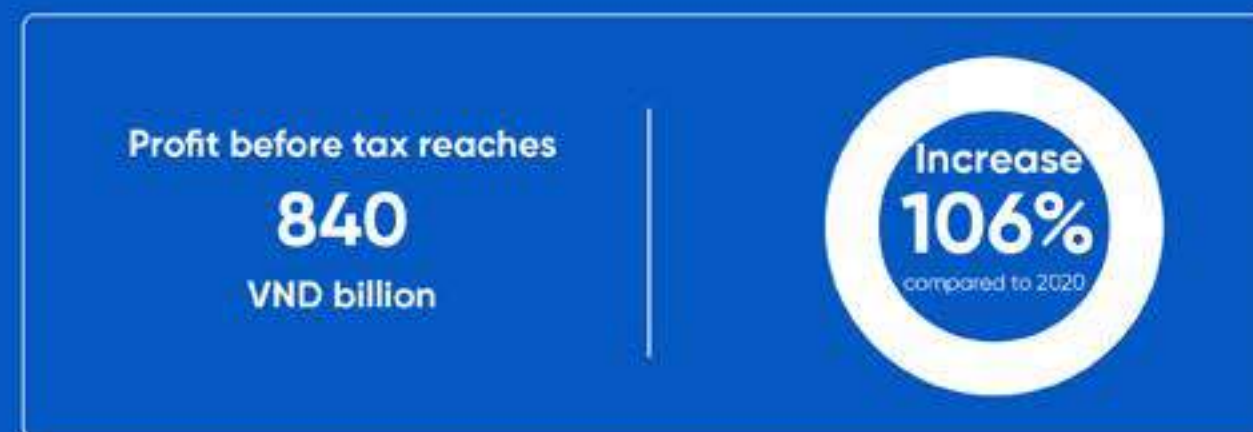 Profit before tax reaches
840
VND billion
Increase
106%
compared to 2020